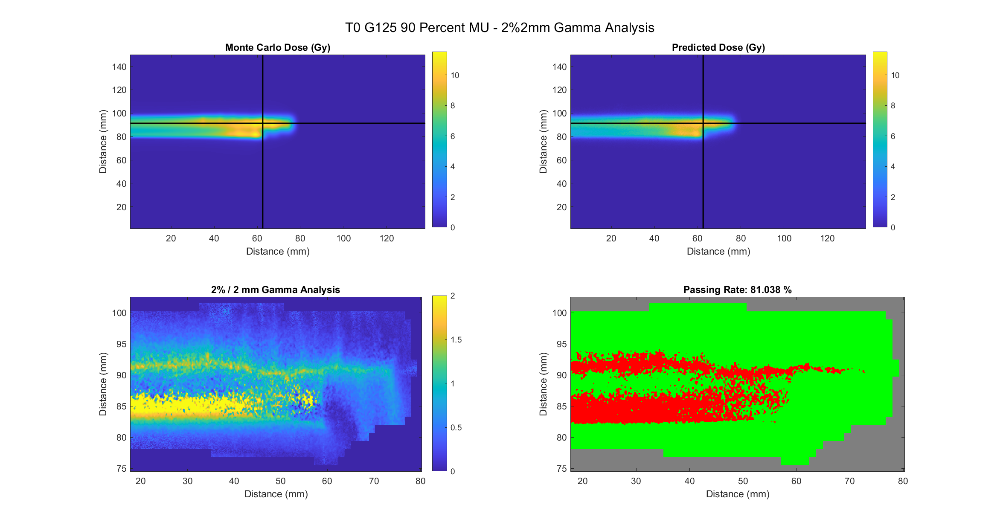 T0 G125 90 Percent MU - 2%2mm Gamma Analysis
Monte Carlo Dose (Gy)
140
120
100
80
60
40
20
Distance (mm)
20 40 60 80 100 120
Distance (mm)
10
8
6
4
2
0
Predicted Dose (Gy)
140
120
100
80
60
40
20
Distance (mm)
20 40 60 80 100 120
Distance (mm)
10
8
6
4
2
0
2% / 2 mm Gamma Analysis
100
95
90
85
80
75
Distance (mm)
20 30 40 50 60 70 80
Distance (mm)
2
1.5
1
0.5
0
Passing Rate: 81.038 %
100
95
90
85
80
75
Distance (mm)
20 30 40 50 60 70 80
Distance (mm)